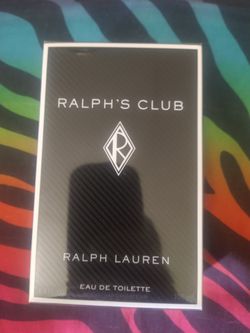 RALPH'S CLUB
R
RALPH LAUREN
EAU DE TOILETTE